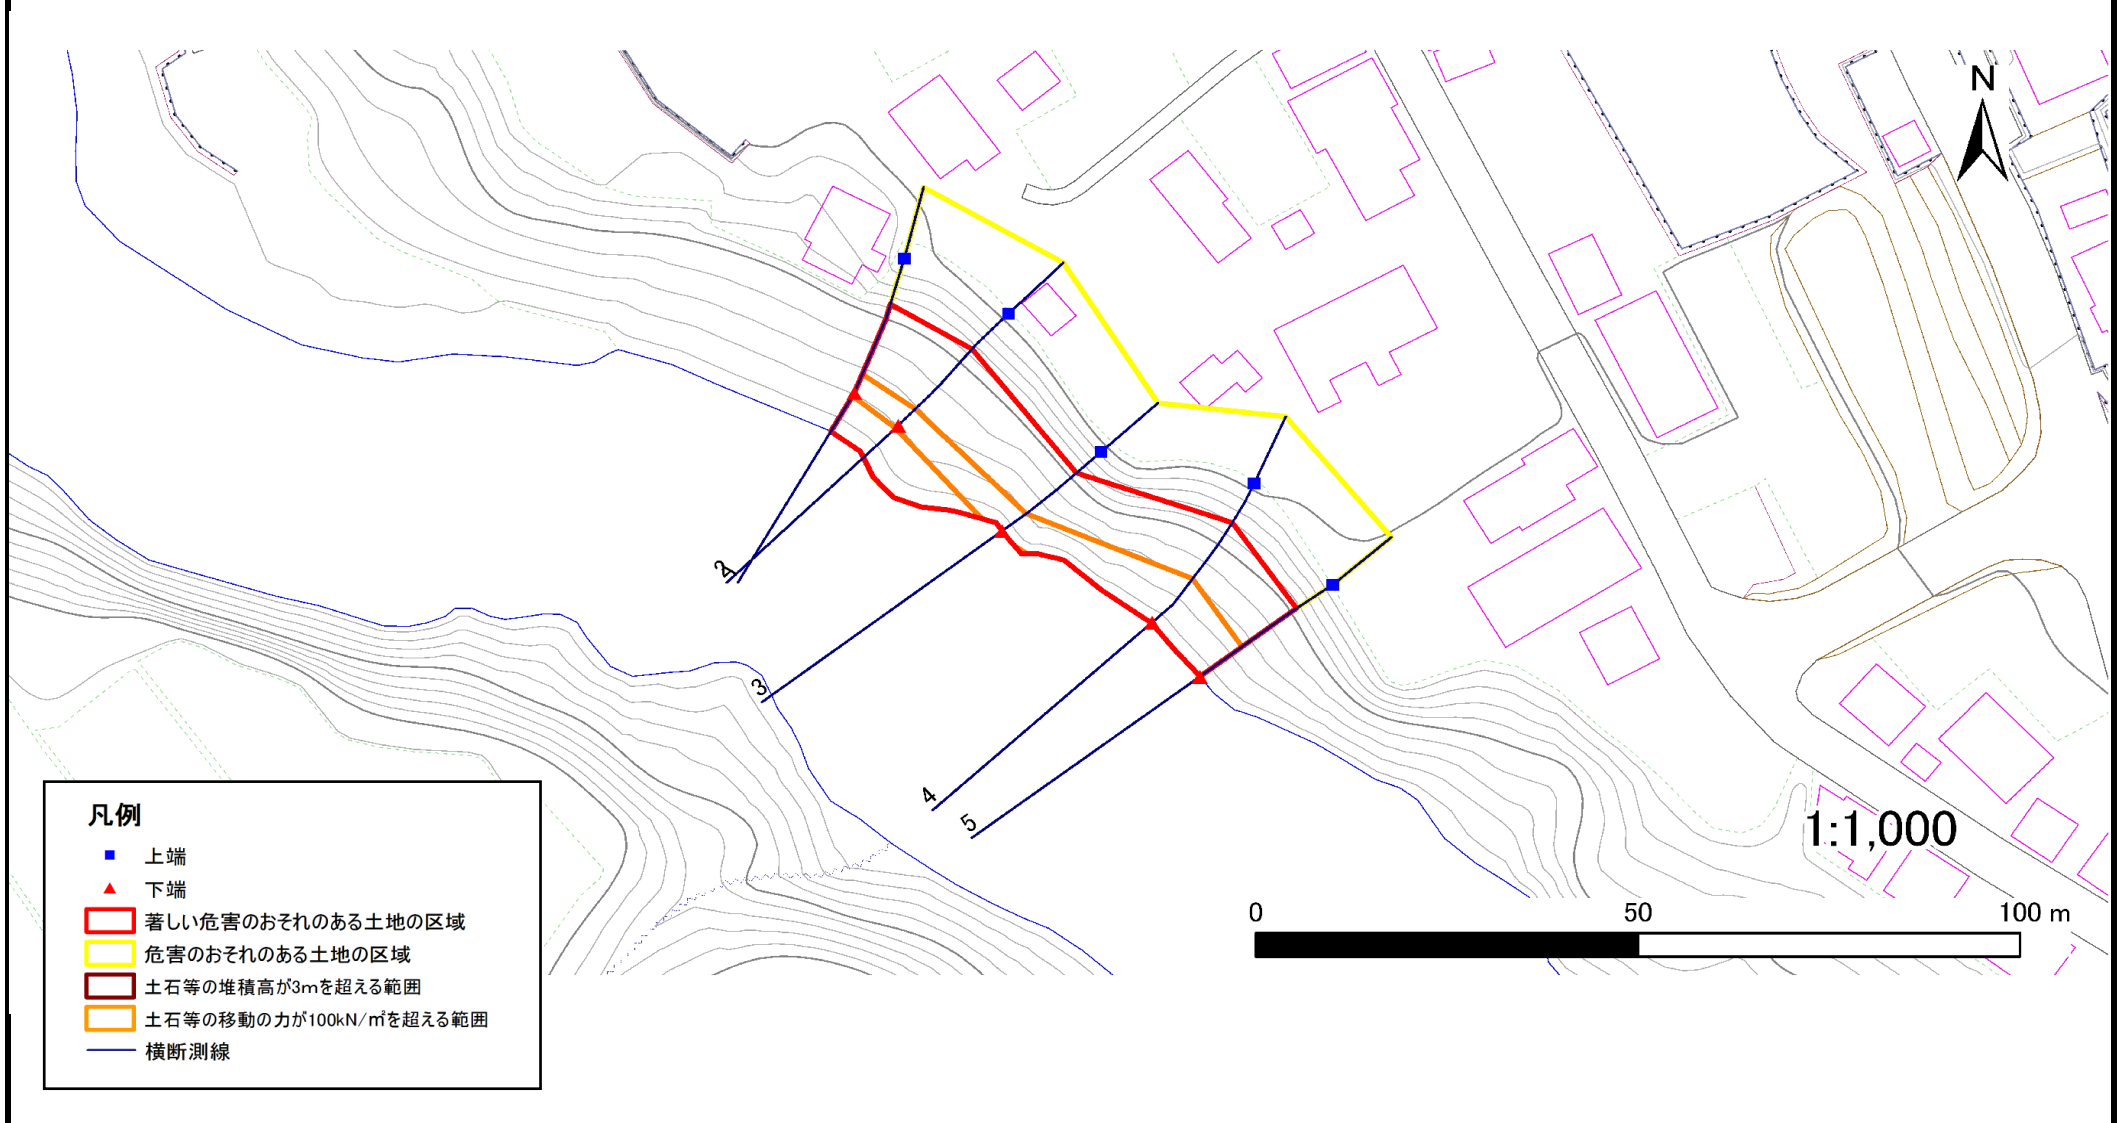 N
2
3
4
5
1:1,000
0 50 100 m
凡例
上端
下端
著しい危害のおそれのある土地の区域
危害のおそれのある土地の区域
土石等の堆積高が3mを超える範囲
土石等の移動の力が100kN/㎡を超える範囲
横断測線